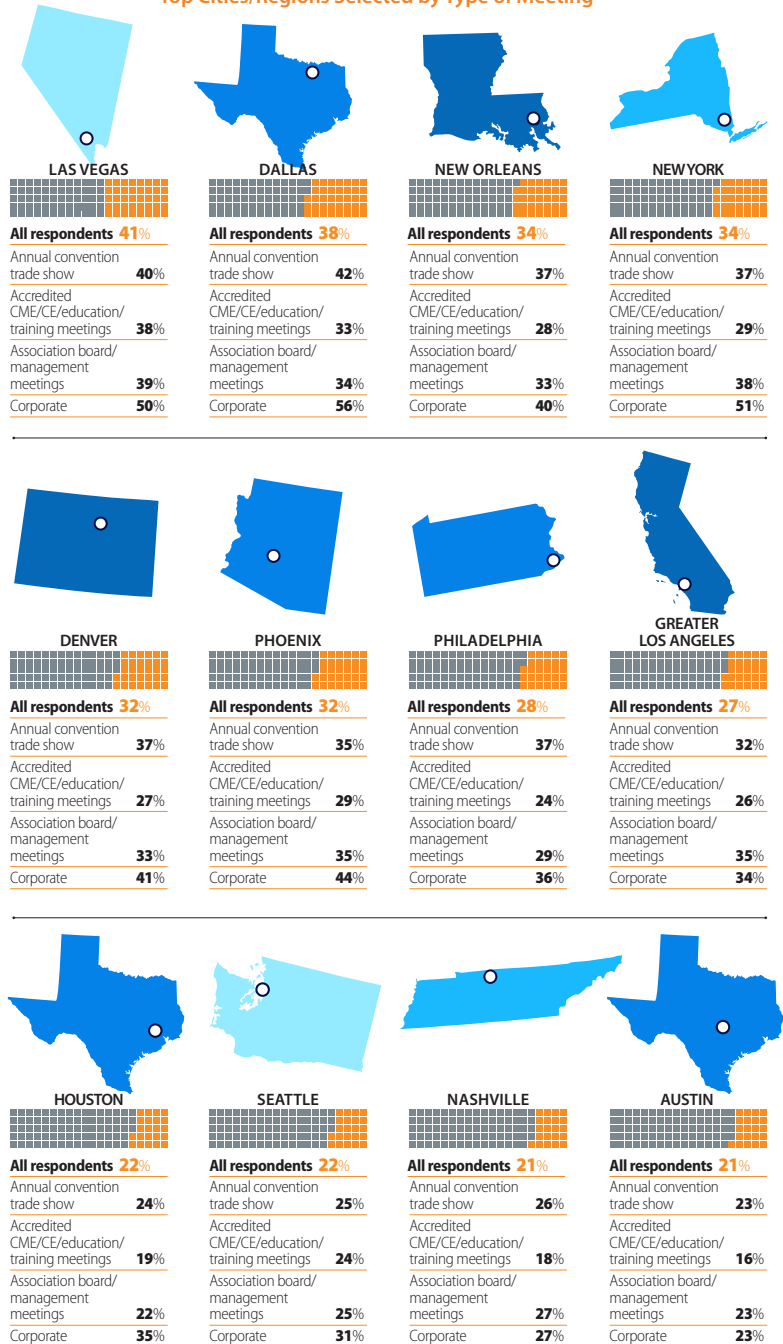 Top Cities/Regions Selected by Type of Meeting
LAS VEGAS
All respondents 41%
Annual convention
trade show 40%
Accredited
CME/CE/education/
training meetings 38%
Association board/
management
meetings 39%
Corporate 50%
DALLAS
All respondents 38%
Annual convention
trade show 42%
Accredited
CME/CE/education/
training meetings 33%
Association board/
management
meetings 34%
Corporate 56%
NEW ORLEANS
All respondents 34%
Annual convention
trade show 37%
Accredited
CME/CE/education/
training meetings 28%
Association board/
management
meetings 33%
Corporate 40%
NEW YORK
All respondents 34%
Annual convention
trade show 37%
Accredited
CME/CE/education/
training meetings 29%
Association board/
management
meetings 38%
Corporate 51%
DENVER
All respondents 32%
Annual convention
trade show 37%
Accredited
CME/CE/education/
training meetings 27%
Association board/
management
meetings 33%
Corporate 41%
PHOENIX
All respondents 32%
Annual convention
trade show 35%
Accredited
CME/CE/education/
training meetings 29%
Association board/
management
meetings 35%
Corporate 44%
PHILADELPHIA
All respondents 28%
Annual convention
trade show 37%
Accredited
CME/CE/education/
training meetings 24%
Association board/
management
meetings 29%
Corporate 36%
GREATER
LOS ANGELES
All respondents 27%
Annual convention
trade show 32%
Accredited
CME/CE/education/
training meetings 26%
Association board/
management
meetings 35%
Corporate 34%
HOUSTON
All respondents 22%
Annual convention
trade show 24%
Accredited
CME/CE/education/
training meetings 19%
Association board/
management
meetings 22%
Corporate 35%
SEATTLE
All respondents 22%
Annual convention
trade show 25%
Accredited
CME/CE/education/
training meetings 24%
Association board/
management
meetings 25%
Corporate 31%
NASHVILLE
All respondents 21%
Annual convention
trade show 26%
Accredited
CME/CE/education/
training meetings 18%
Association board/
management
meetings 27%
Corporate 27%
AUSTIN
All respondents 21%
Annual convention
trade show 23%
Accredited
CME/CE/education/
training meetings 16%
Association board/
management
meetings 23%
Corporate 23%